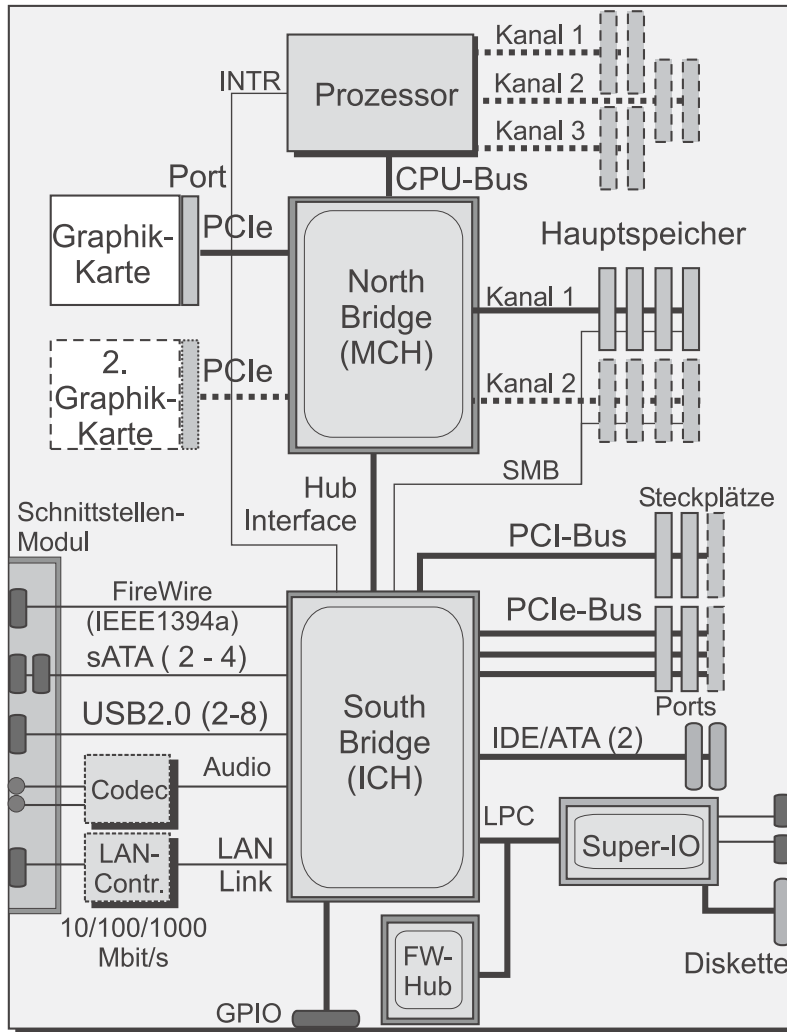 Kanal 1
INTR
Prozessor
Kanal 2
Kanal 3
Port
CPU-Bus
PCIe
Graphik-
Karte
Hauptspeicher
North
Bridge
(MCH)
Kanal 1
2.
Graphik-
Karte
PCIe
Kanal 2
Hub
Interface
SMB
Steckplätze
Schnittstellen-
Modul
PCI-Bus
FireWire
(IEEE1394a)
PCIe-Bus
sATA ( 2 - 4)
USB2.0 (2-8)
South
Bridge
(ICH)
Ports
IDE/ATA (2)
Codec
Audio
LPC
Super-IO
LAN-
Contr.
LAN
Link
10/100/1000
Mbit/s
FW-
Hub
Diskette
GPIO